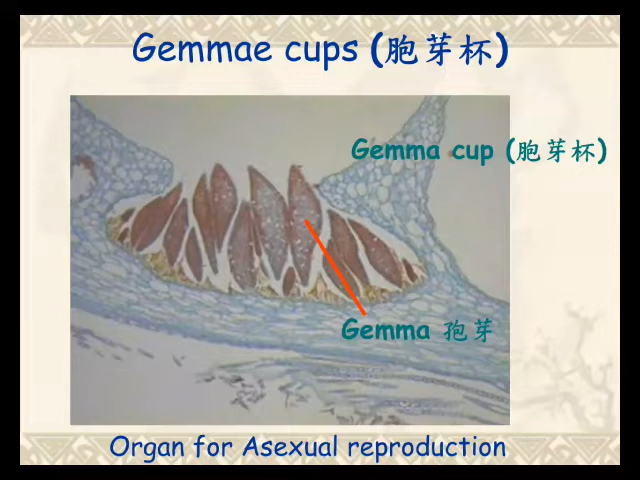 Gemmae cups (胞芽杯)
Gemma cup (胞芽杯)
Gemma 孢芽
Organ for Asexual reproduction